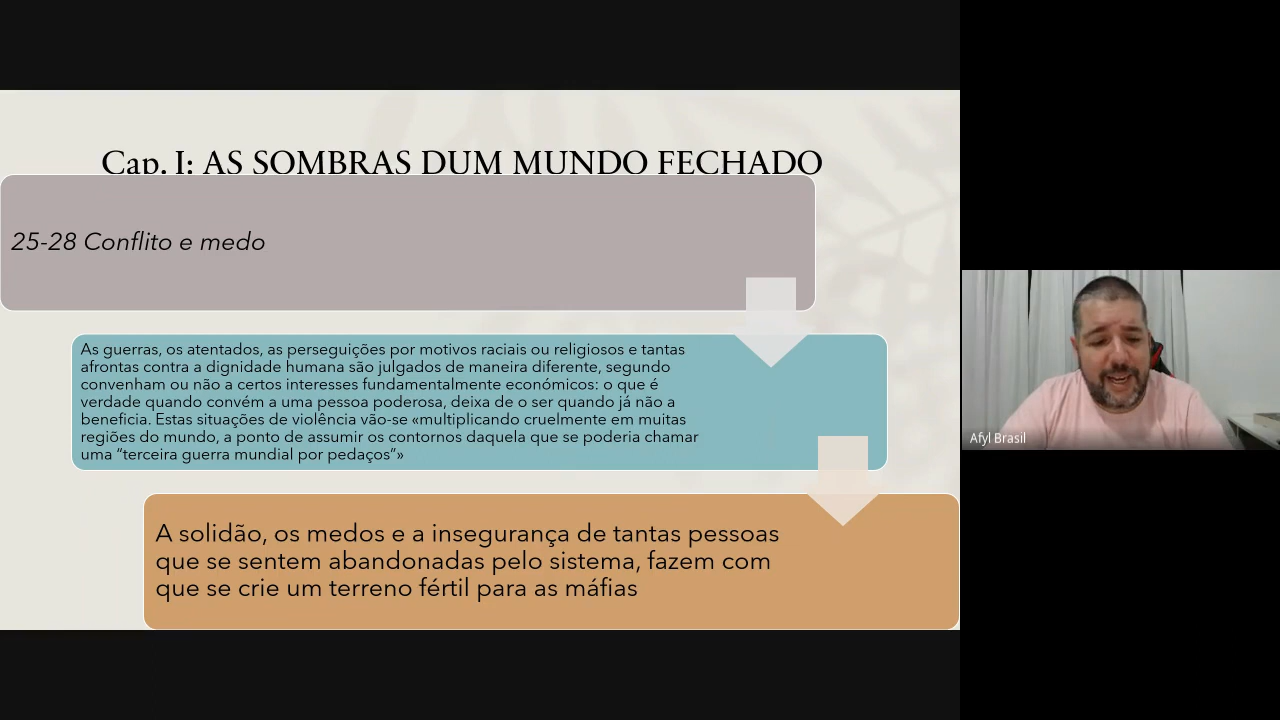 Cap. I: AS SOMBRAS DUM MUNDO FECHADO
25-28 Conflito e medo
As guerras, os atentados, as perseguições por motivos raciais ou religiosos e tantas
afrontas contra a dignidade humana são julgados de maneira diferente, segundo
convenham ou não a certos interesses fundamentalmente económicos: o que é
verdade quando convém a uma pessoa poderosa, deixa de o ser quando já não a
beneficia. Estas situações de violência vão-se «multiplicando cruelmente em muitas
regiões do mundo, a ponto de assumir os contornos daquela que se poderia chamar
uma “terceira guerra mundial por pedaços”»
A solidão, os medos e a insegurança de tantas pessoas
que se sentem abandonadas pelo sistema, fazem com
que se crie um terreno fértil para as máfias
Afyl Brasil